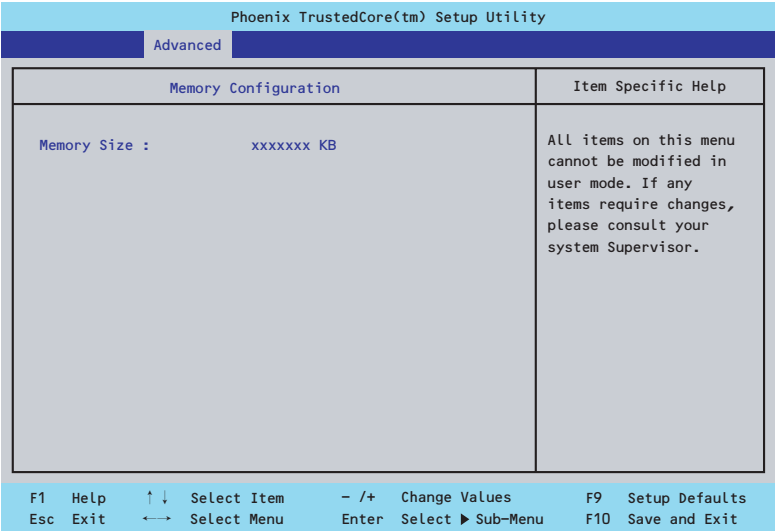 Phoenix TrustedCore(tm) Setup Utility
Advanced
Memory Configuration
Item Specific Help
Memory Size : xxxxxxx KB
All items on this menu
cannot be modified in
user mode. If any
items require changes,
please consult your
system Supervisor.
F1 Help ↑↓ Select Item – /+ Change Values F9 Setup Defaults
Esc Exit ←→ Select Menu Enter Select ▶ Sub–Menu F10 Save and Exit